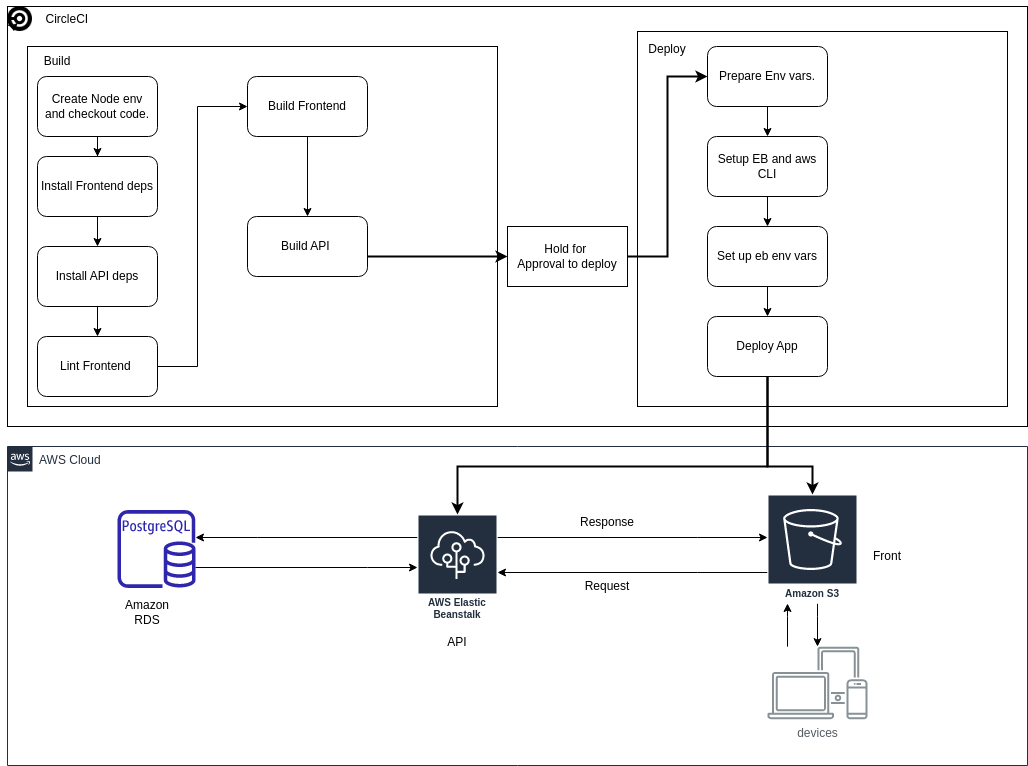 CircleCI
Build
Create Node env
and checkout code.
Install Frontend deps
Install API deps
Lint Frontend
Build Frontend
Build API
Hold for
Approval to deploy
Deploy
Prepare Env vars.
Setup EB and aws
CLI
Set up eb env vars
Deploy App
aws
AWS Cloud
PostgreSQL
Amazon
RDS
AWS Elastic
Beanstalk
API
Response
Request
Amazon S3
Front
devices